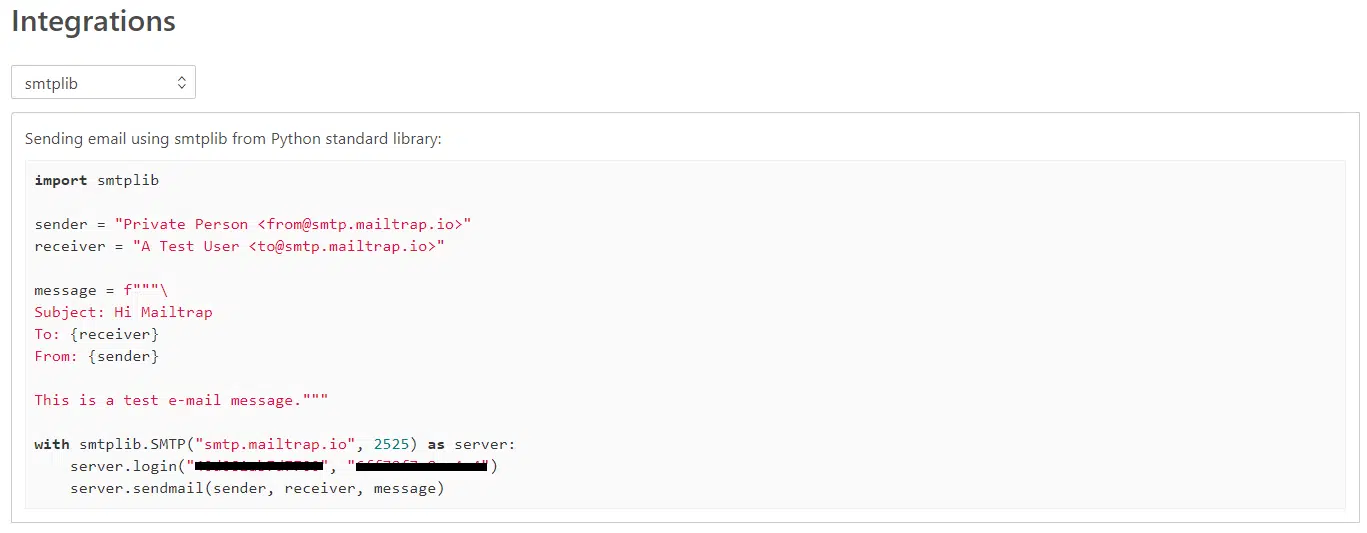 Integrations
smtplib
Sending email using smtplib from Python standard library:
import smtplib
sender = "Private Person <from@smtp.mailtrap.io>"
receiver = "A Test User <to@smtp.mailtrap.io>"
message = f"""\
Subject: Hi Mailtrap
To: {receiver}
From: {sender}
This is a test e-mail message."""
with smtplib.SMTP("smtp.mailtrap.io", 2525) as server:
server.login("", "")
server.sendmail(sender, receiver, message)